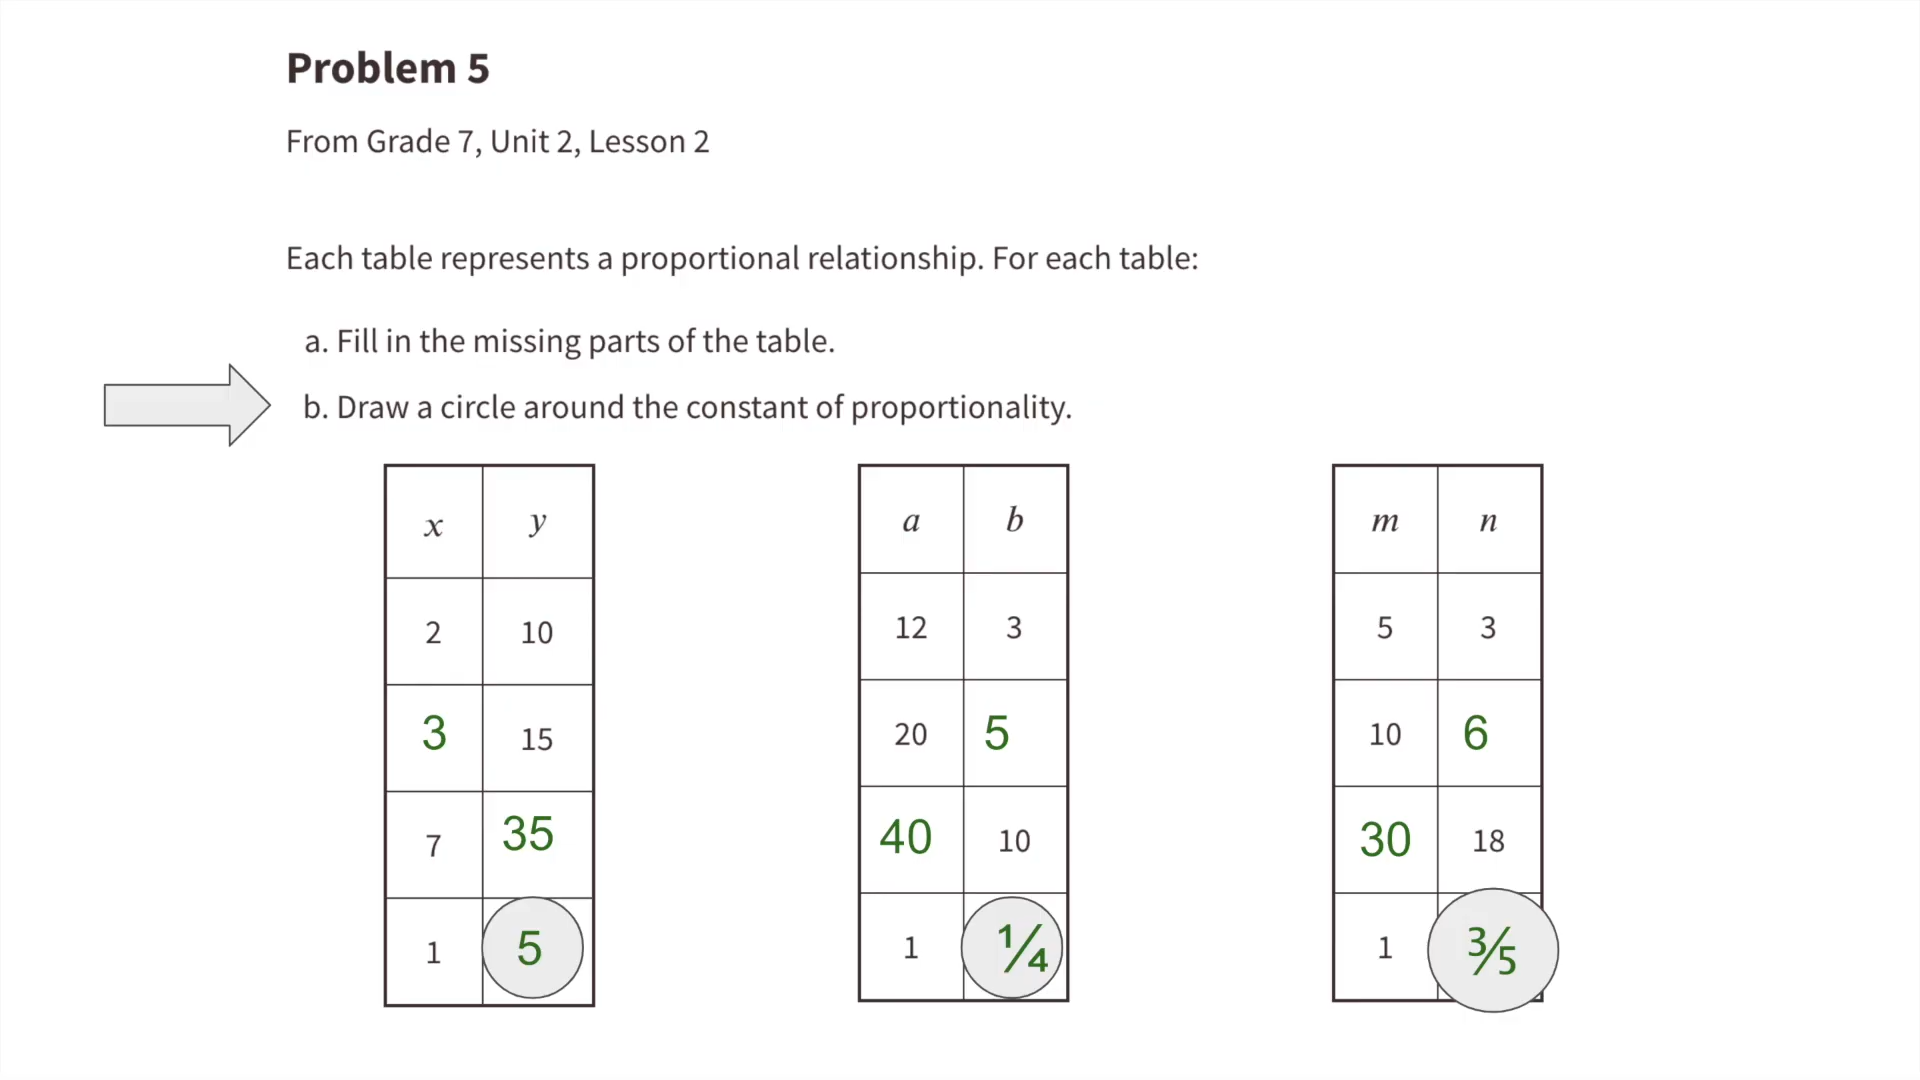 Problem 5
From Grade 7, Unit 2, Lesson 2
Each table represents a proportional relationship. For each table:
a. Fill in the missing parts of the table.
b. Draw a circle around the constant of proportionality.
x y
2 10
3 15
7 35
1 5
a b
12 3
20 5
40 10
1 ¼
m n
5 3
10 6
30 18
1 ⅗